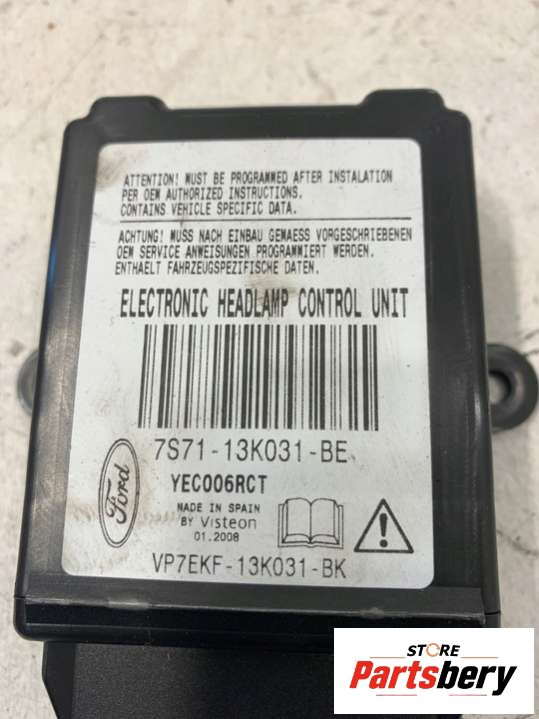 ATTENTION! MUST BE PROGRAMMED AFTER INSTALATION
PER OEM AUTHORIZED INSTRUCTIONS.
CONTAINS VEHICLE SPECIFIC DATA.
ACHTUNG! MUSS NACH EINBAU GEMAESS VORGESCHRIEBENEN
OEM SERVICE ANWEISUNGEN PROGRAMMIERT WERDEN.
ENTHAELT FAHRZEUGSPEZIFISCHE DATEN.
ELECTRONIC HEADLAMP CONTROL UNIT
7S71-13K031-BE
YEC006RCT
Ford
MADE IN SPAIN
BY Visteon
01.2008
VP7EKF-13K031-BK
STORE
Partsbery